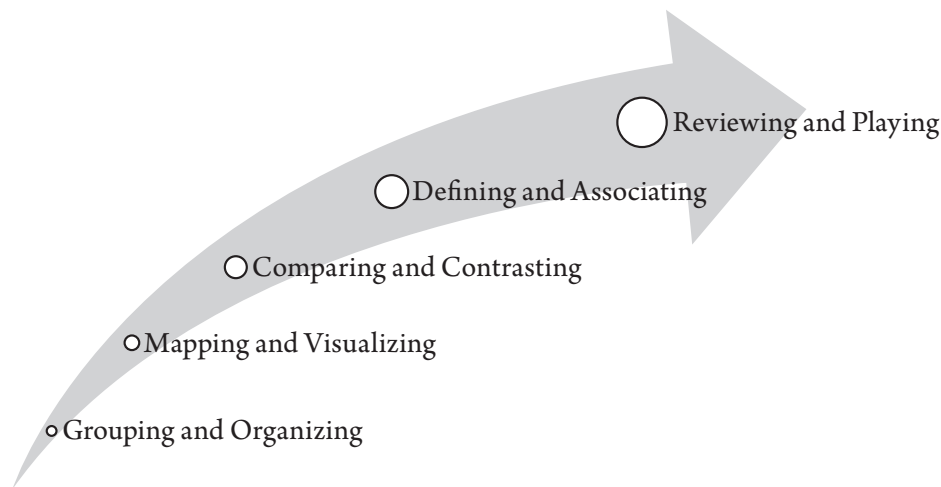 Reviewing and Playing
Defining and Associating
Comparing and Contrasting
Mapping and Visualizing
Grouping and Organizing